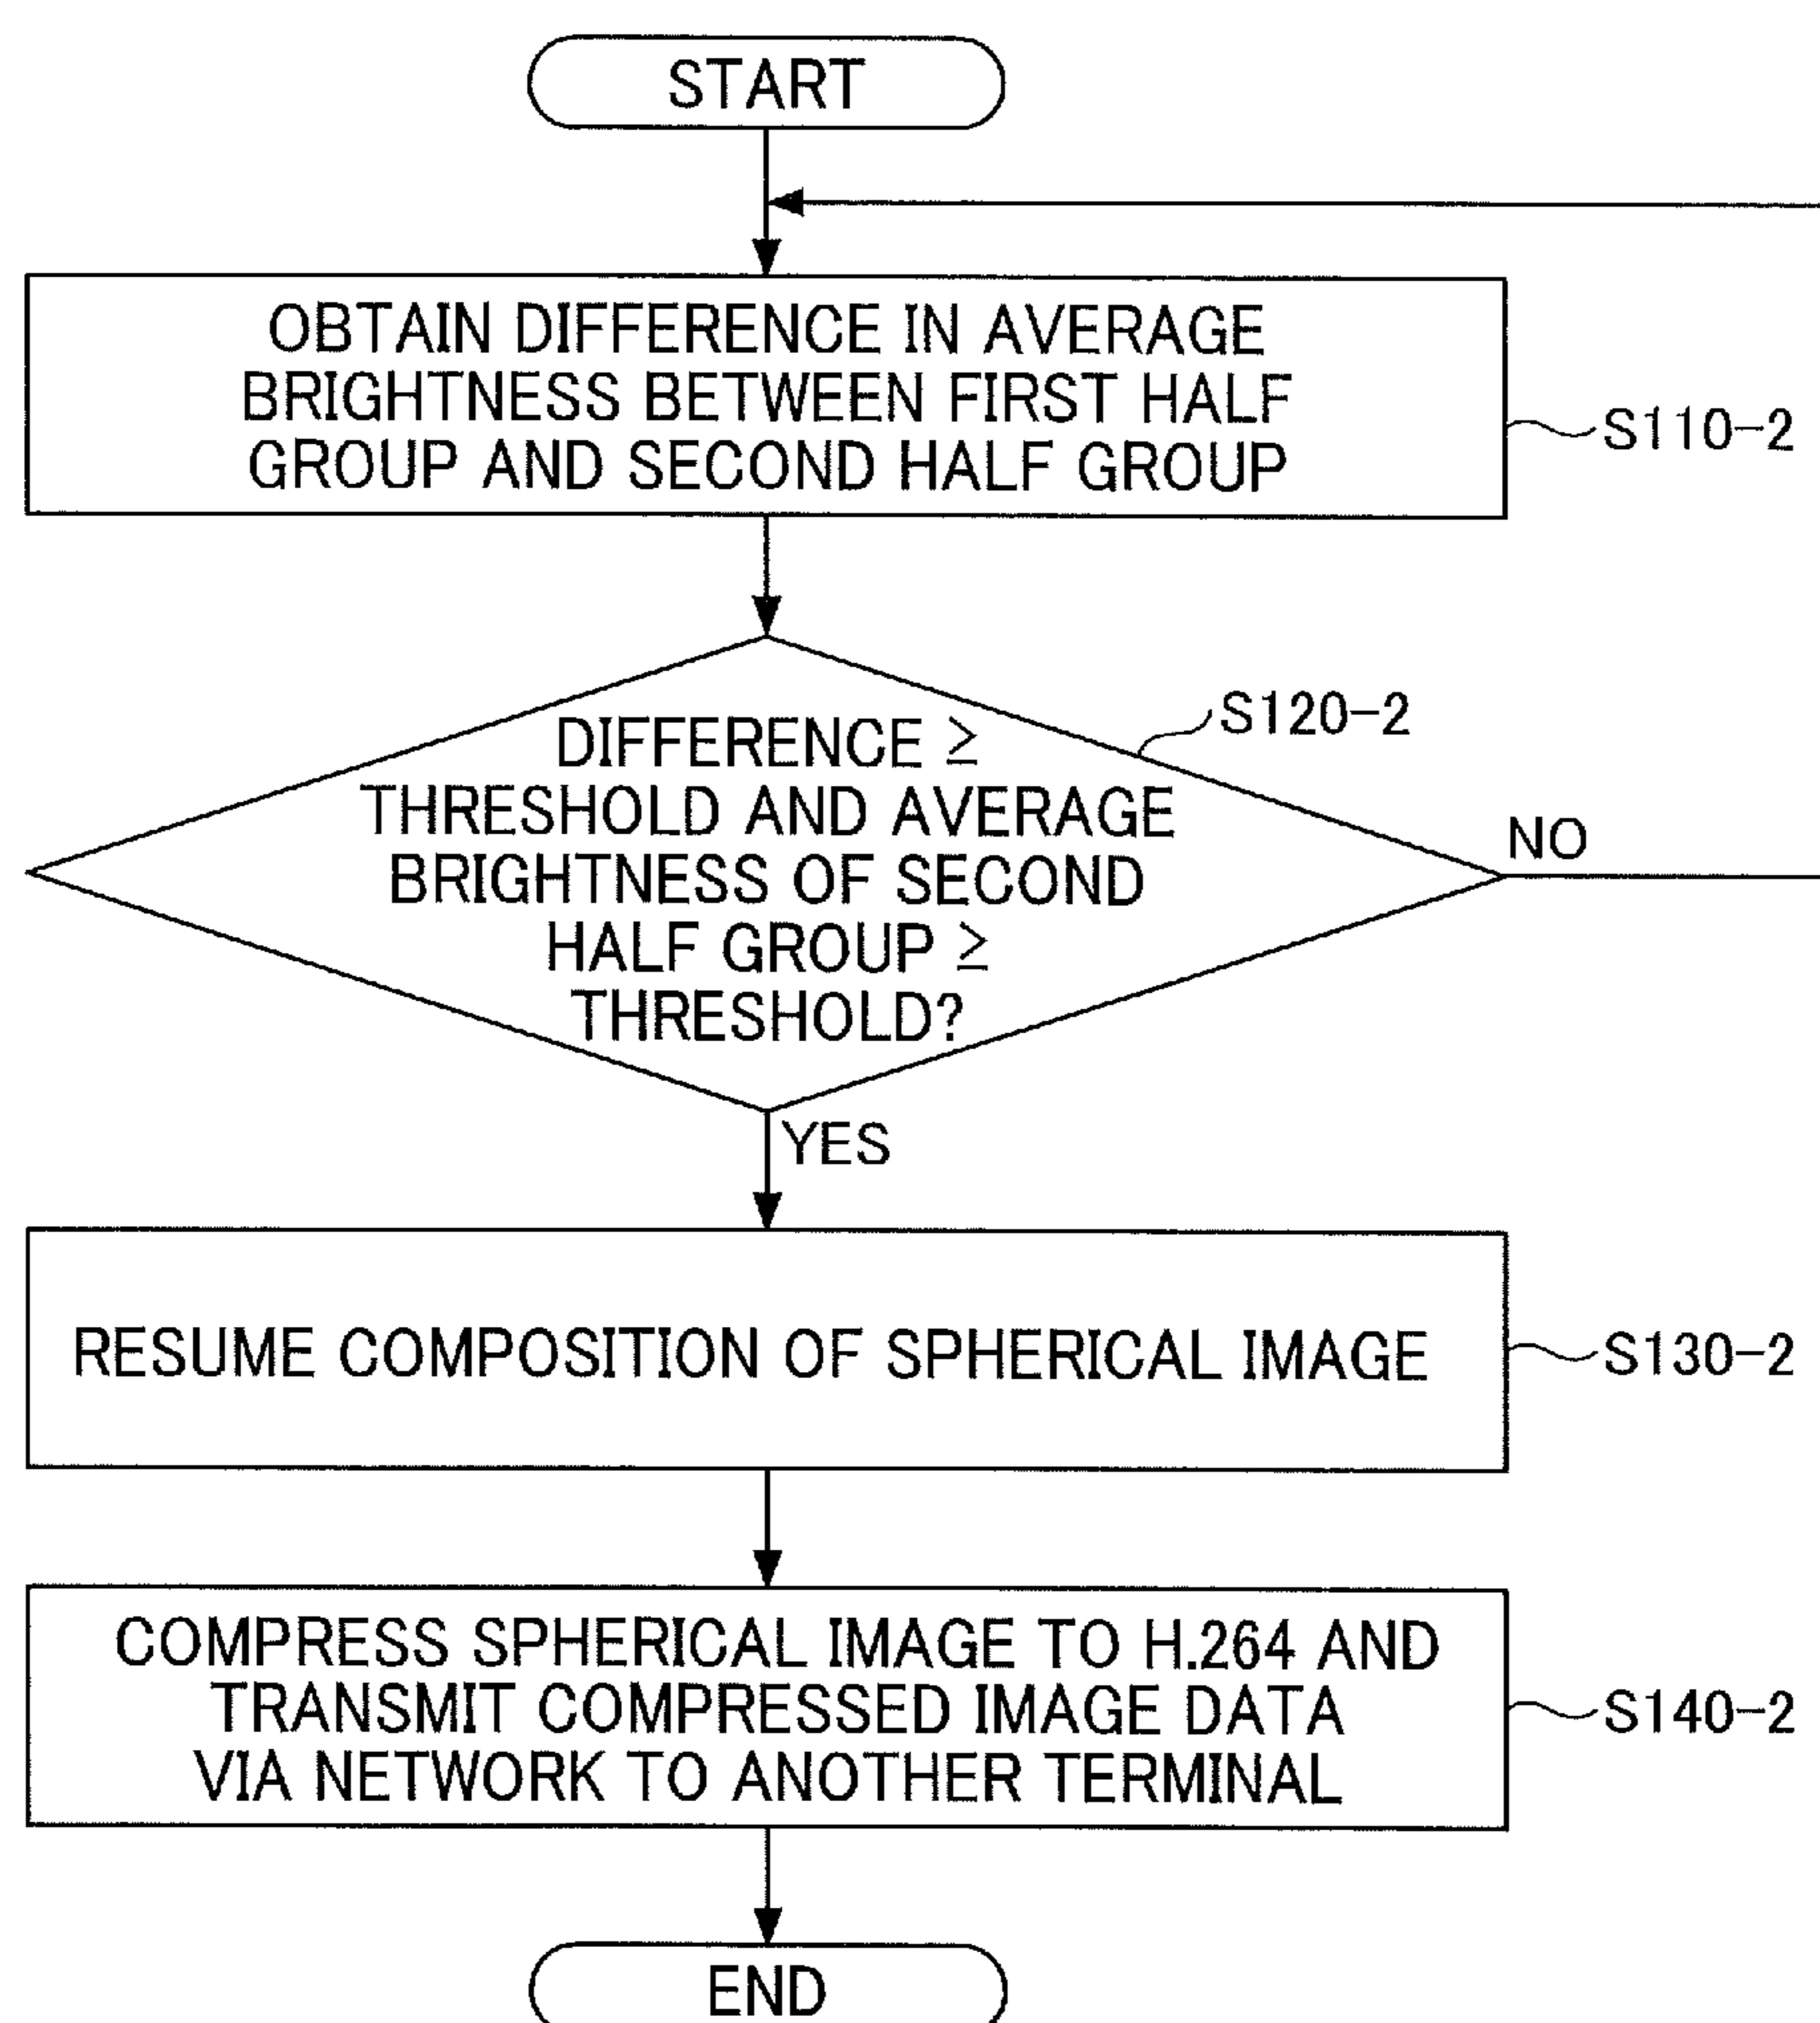 START
OBTAIN DIFFERENCE IN AVERAGE
BRIGHTNESS BETWEEN FIRST HALF
GROUP AND SECOND HALF GROUP
S110-2
S120-2
DIFFERENCE ≥
THRESHOLD AND AVERAGE
BRIGHTNESS OF SECOND
HALF GROUP ≥
THRESHOLD?
NO
YES
RESUME COMPOSITION OF SPHERICAL IMAGE
S130-2
COMPRESS SPHERICAL IMAGE TO H.264 AND
TRANSMIT COMPRESSED IMAGE DATA
VIA NETWORK TO ANOTHER TERMINAL
S140-2
END